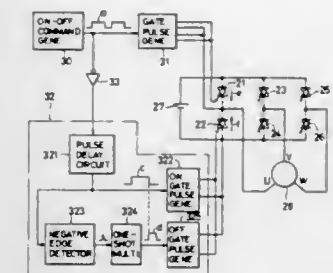 ON-OFF
COMMAND
GENE
30
a
GATE
PULSE
GENE
31
33
32
321
PULSE
DELAY
CIRCUIT
27
21
e
22
f
23
24
25
26
V
U
W
28
c
322
ON
GATE
PULSE
GENE
323
324
NEGATIVE
EDGE
DETECTOR
ONE-
SHOT
MULTI
d
OFF
GATE
PULSE
GENE